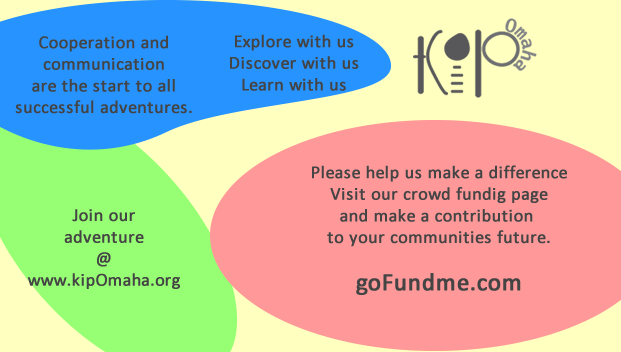 Cooperation and
communication
are the start to all
successful adventures.
Explore with us
Discover with us
Learn with us
KIP
Omaha
Please help us make a difference
Visit our crowd fundig page
and make a contribution
to your communities future.
goFundme.com
Join our
adventure
@
www.kipOmaha.org